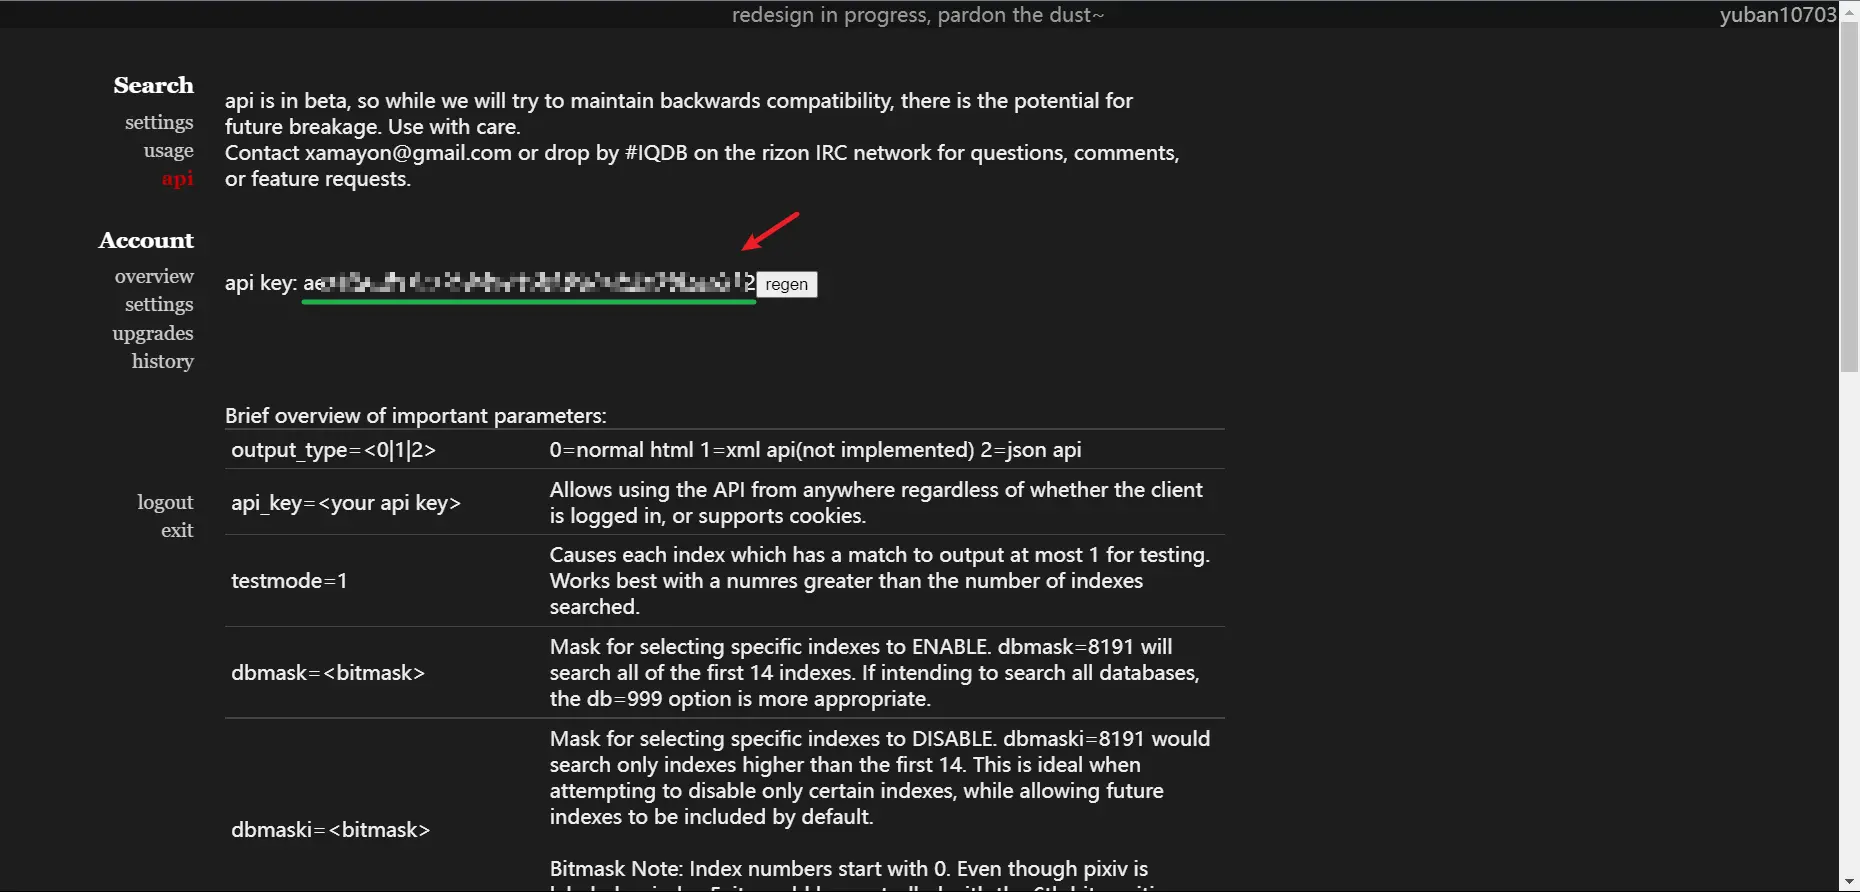 redesign in progress, pardon the dust~
yuban10703
Search
settings
usage
api
Account
overview
settings
upgrades
history
logout
exit
api is in beta, so while we will try to maintain backwards compatibility, there is the potential for
future breakage. Use with care.
Contact xamayon@gmail.com or drop by #IQDB on the rizon IRC network for questions, comments,
or feature requests.
api key:
regen
Brief overview of important parameters:
output_type=<0|1|2>
0=normal html 1=xml api(not implemented) 2=json api
api_key=<your api key>
Allows using the API from anywhere regardless of whether the client
is logged in, or supports cookies.
testmode=1
Causes each index which has a match to output at most 1 for testing.
Works best with a numres greater than the number of indexes
searched.
dbmask=<bitmask>
Mask for selecting specific indexes to ENABLE. dbmask=8191 will
search all of the first 14 indexes. If intending to search all databases,
the db=999 option is more appropriate.
dbmaski=<bitmask>
Mask for selecting specific indexes to DISABLE. dbmaski=8191 would
search only indexes higher than the first 14. This is ideal when
attempting to disable only certain indexes, while allowing future
indexes to be included by default.
Bitmask Note: Index numbers start with 0. Even though pixiv is